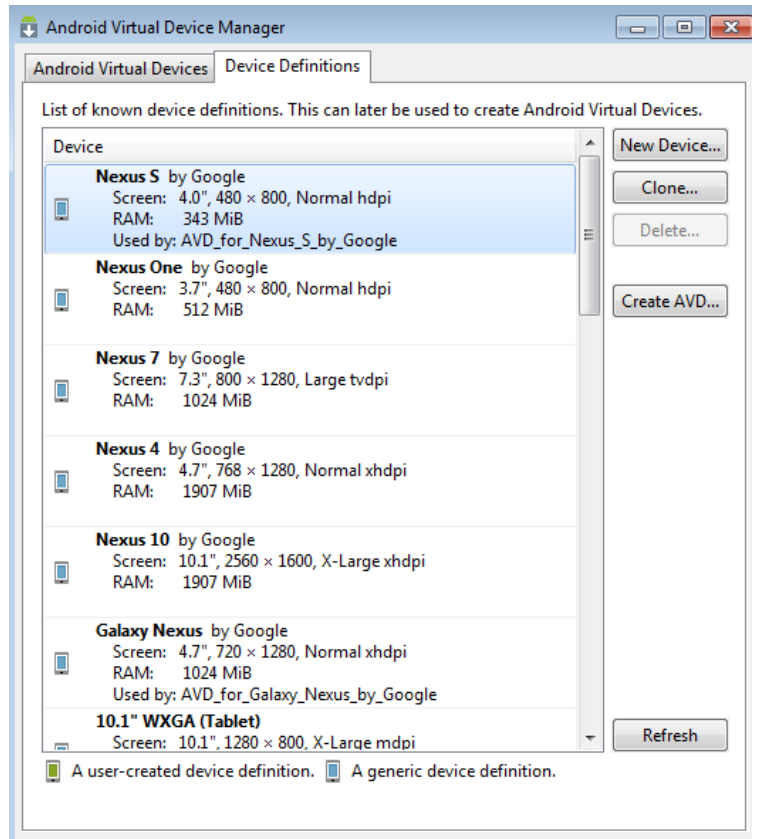 Android Virtual Device Manager
Android Virtual Devices
Device Definitions
List of known device definitions. This can later be used to create Android Virtual Devices.
Device
Nexus S by Google
Screen: 4.0", 480 × 800, Normal hdpi
RAM: 343 MiB
Used by: AVD_for_Nexus_S_by_Google
Nexus One by Google
Screen: 3.7", 480 × 800, Normal hdpi
RAM: 512 MiB
Nexus 7 by Google
Screen: 7.3", 800 × 1280, Large tvdpi
RAM: 1024 MiB
Nexus 4 by Google
Screen: 4.7", 768 × 1280, Normal xhdpi
RAM: 1907 MiB
Nexus 10 by Google
Screen: 10.1", 2560 × 1600, X-Large xhdpi
RAM: 1907 MiB
Galaxy Nexus by Google
Screen: 4.7", 720 × 1280, Normal xhdpi
RAM: 1024 MiB
Used by: AVD_for_Galaxy_Nexus_by_Google
10.1" WXGA (Tablet)
Screen: 10.1", 1280 × 800, X-Large mdpi
New Device...
Clone...
Delete...
Create AVD...
Refresh
A user-created device definition. A generic device definition.